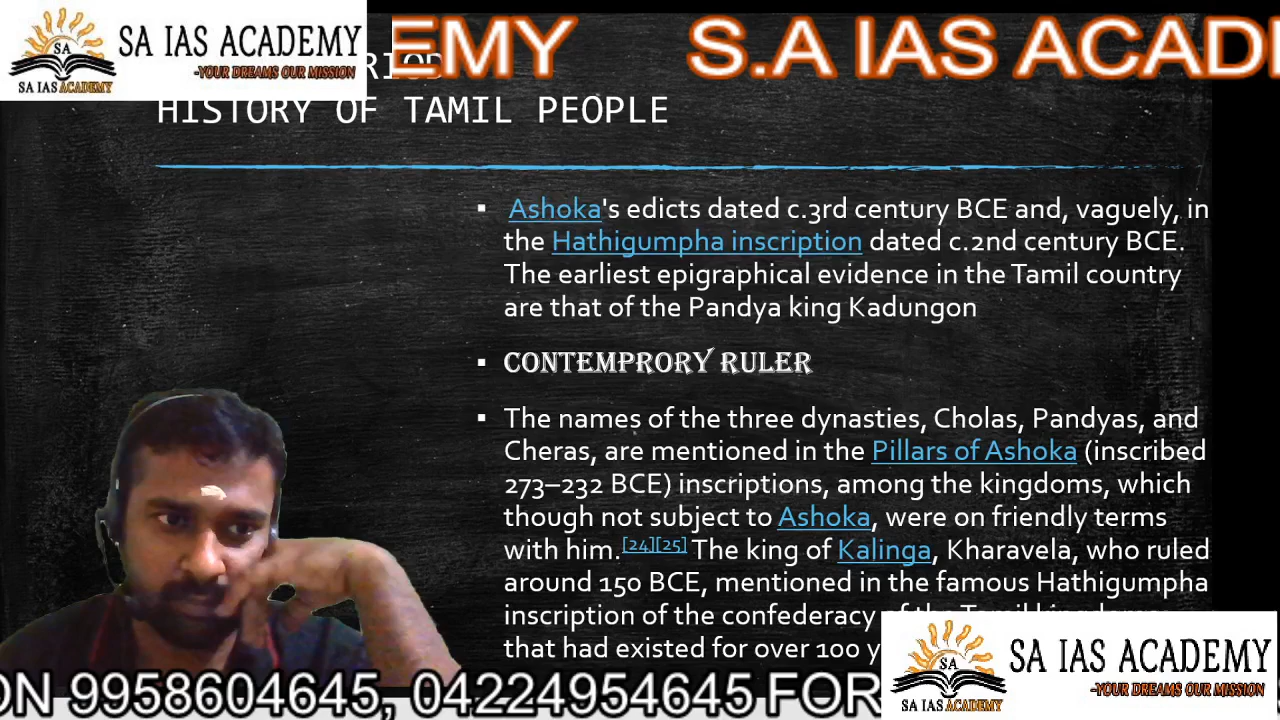 SA IAS ACADEMY
-YOUR DREAMS OUR MISSION
SA
SA IAS ACADEMY
EMY S.A IAS ACAD
HISTORY OF TAMIL PEOPLE
▪ Ashoka's edicts dated c.3rd century BCE and, vaguely, in
the Hathigumpha inscription dated c.2nd century BCE.
The earliest epigraphical evidence in the Tamil country
are that of the Pandya king Kadungon
▪ CONTEMPRORY RULER
▪ The names of the three dynasties, Cholas, Pandyas, and
Cheras, are mentioned in the Pillars of Ashoka (inscribed
273–232 BCE) inscriptions, among the kingdoms, which
though not subject to Ashoka, were on friendly terms
with him.[24][25] The king of Kalinga, Kharavela, who ruled
around 150 BCE, mentioned in the famous Hathigumpha
inscription of the confederacy of the Tamil kingdoms
that had existed for over 100 y
SA IAS ACADEMY
-YOUR DREAMS OUR MISSION
SA
SA IAS ACADEMY
ON 9958604645, 04224954645 FOR